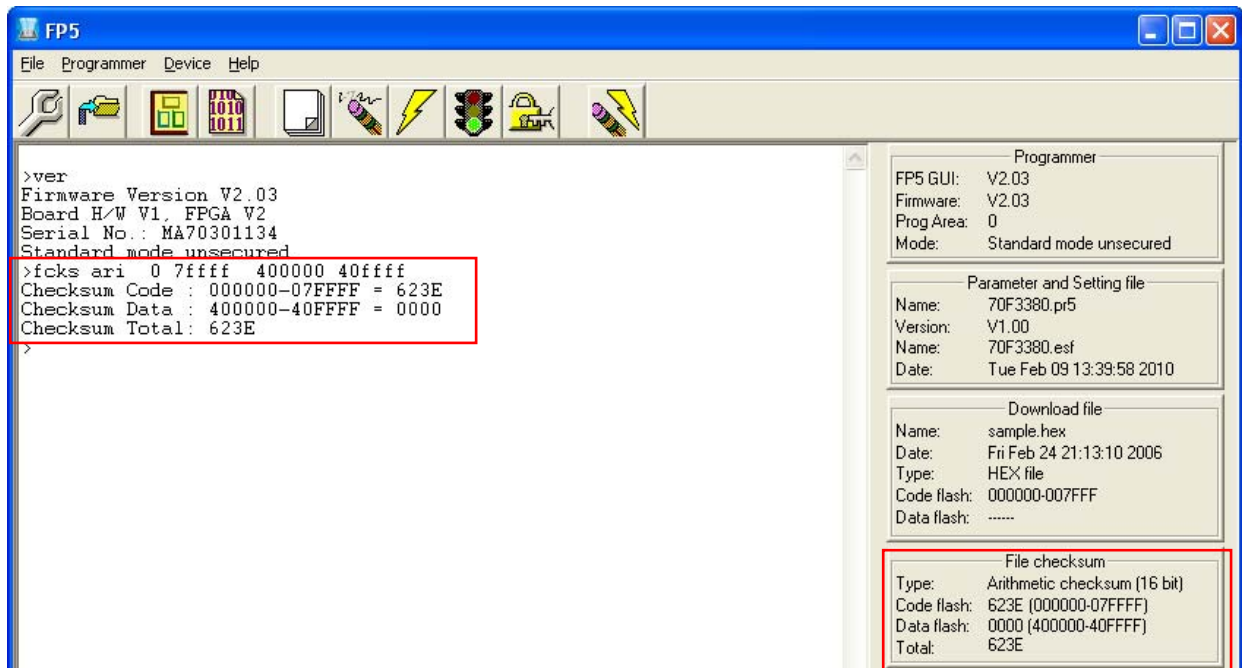 FP5
File Programmer Device Help
>ver
Firmware Version V2.03
Board H/W V1, FPGA V2
Serial No.: MA70301134
Standard mode unsecured
>fcks ari 0 7ffff 400000 40ffff
Checksum Code : 000000-07FFFF = 623E
Checksum Data : 400000-40FFFF = 0000
Checksum Total: 623E
>
Programmer
FP5 GUI: V2.03
Firmware: V2.03
Prog Area: 0
Mode: Standard mode unsecured
Parameter and Setting file
Name: 70F3380.pr5
Version: V1.00
Name: 70F3380.esf
Date: Tue Feb 09 13:39:58 2010
Download file
Name: sample.hex
Date: Fri Feb 24 21:13:10 2006
Type: HEX file
Code flash: 000000-007FFF
Data flash: ------
File checksum
Type: Arithmetic checksum (16 bit)
Code flash: 623E (000000-07FFFF)
Data flash: 0000 (400000-40FFFF)
Total: 623E